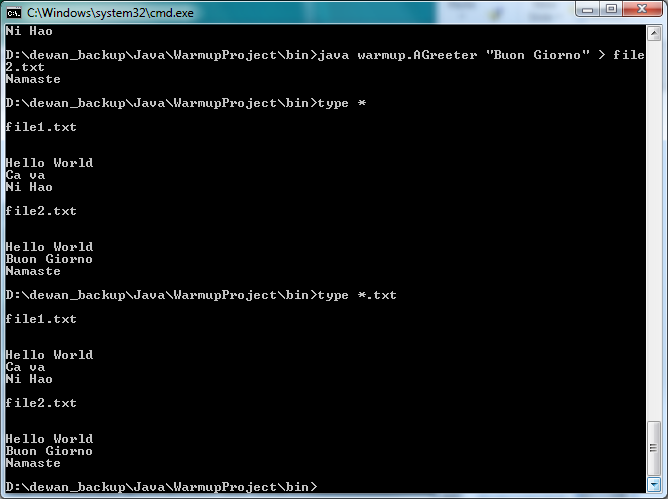 C:\Windows\system32\cmd.exe
Ni Hao
D:\dewan_backup\Java\WarmupProject\bin>java warmup.AGreeter "Buon Giorno" > file
2.txt
Namaste
D:\dewan_backup\Java\WarmupProject\bin>type *
file1.txt
Hello World
Ca va
Ni Hao
file2.txt
Hello World
Buon Giorno
Namaste
D:\dewan_backup\Java\WarmupProject\bin>type *.txt
file1.txt
Hello World
Ca va
Ni Hao
file2.txt
Hello World
Buon Giorno
Namaste
D:\dewan_backup\Java\WarmupProject\bin>